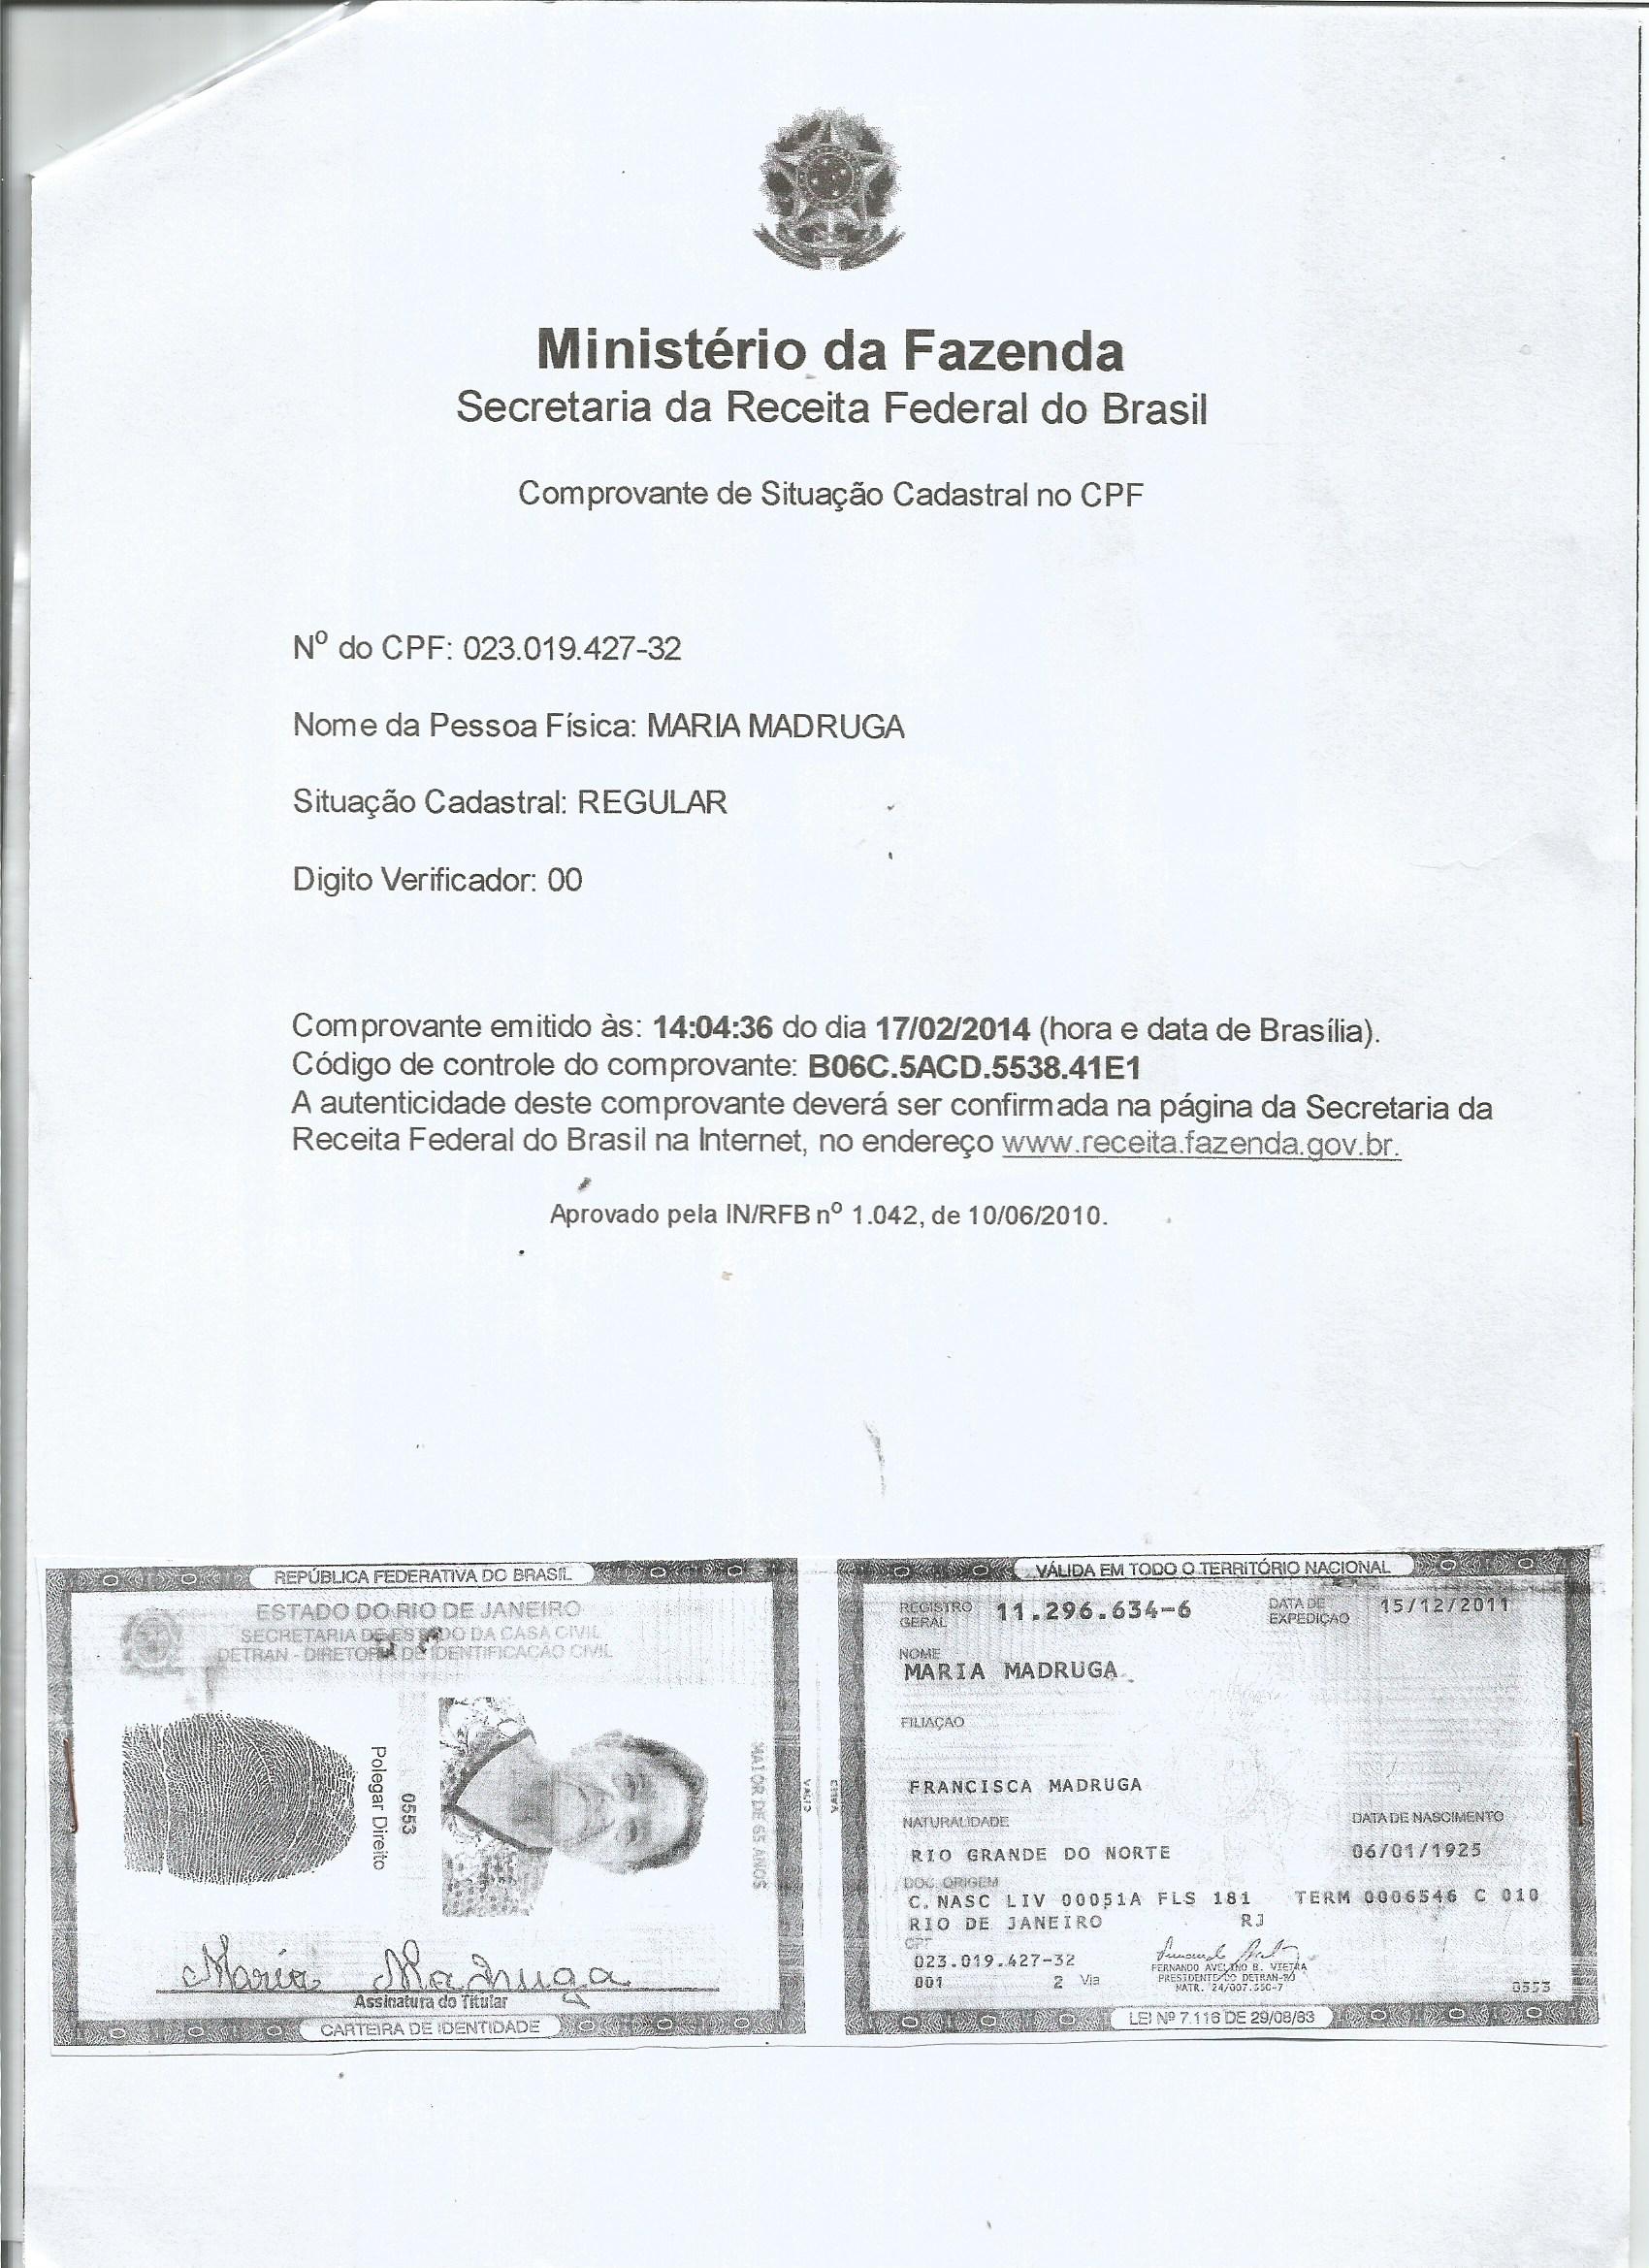 Ministério da Fazenda
Secretaria da Receita Federal do Brasil
Comprovante de Situação Cadastral no CPF
Nº do CPF: 023.019.427-32
Nome da Pessoa Física: MARIA MADRUGA
Situação Cadastral: REGULAR
Digito Verificador: 00
Comprovante emitido às: 14:04:36 do dia 17/02/2014 (hora e data de Brasília).
Código de controle do comprovante: B06C.5ACD.5538.41E1
A autenticidade deste comprovante deverá ser confirmada na página da Secretaria da
Receita Federal do Brasil na Internet, no endereço www.receita.fazenda.gov.br.
Aprovado pela IN/RFB nº 1.042, de 10/06/2010.
REPÚBLICA FEDERATIVA DO BRASIL
ESTADO DO RIO DE JANEIRO
SECRETARIA DE ESTADO DA CASA CIVIL
DETRAN - DIRETORIA DE IDENTIFICAÇÃO CIVIL
Polegar Direito
0553
MAIOR DE 65 ANOS
Maria Madruga
Assinatura do Titular
CARTEIRA DE IDENTIDADE
VÁLIDA EM TODO O TERRITÓRIO NACIONAL
REGISTRO GERAL 11.296.634-6 DATA DE EXPEDIÇÃO 15/12/2011
NOME
MARIA MADRUGA
FILIAÇÃO
FRANCISCA MADRUGA
NATURALIDADE DATA DE NASCIMENTO
RIO GRANDE DO NORTE 06/01/1925
DOC. ORIGEM
C. NASC LIV 00051A FLS 181 TERM 0006546 C 010
RIO DE JANEIRO RJ
CPF
023.019.427-32
001 2 Via
FERNANDO AVELINO B. VIEIRA
PRESIDENTE DO DETRAN-RJ
MATR. 24/007.550-7
0553
LEI Nº 7.116 DE 29/08/83